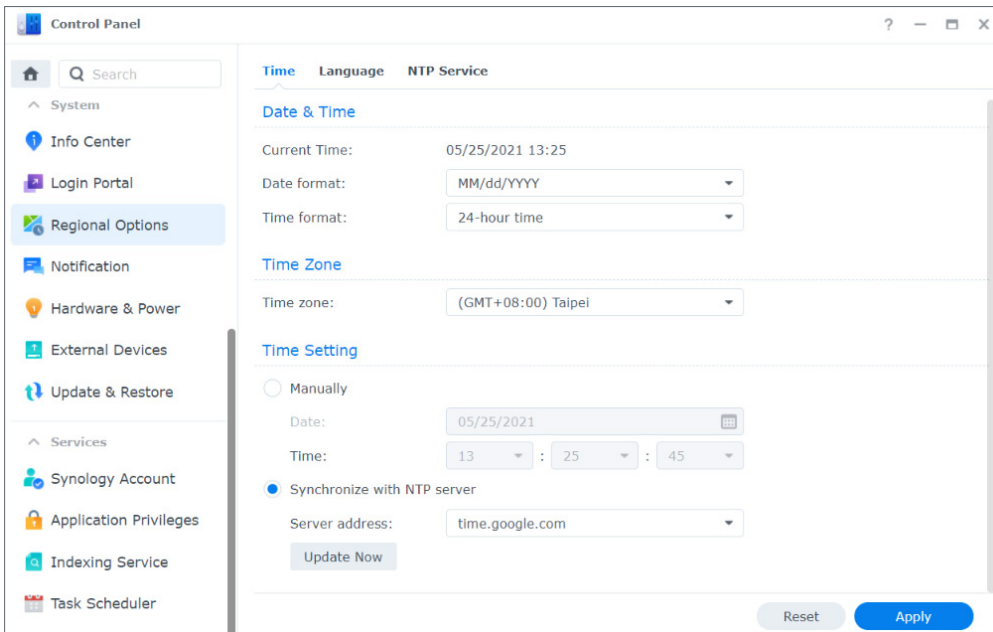 Control Panel
?
Search
System
Info Center
Login Portal
Regional Options
Notification
Hardware & Power
External Devices
Update & Restore
Services
Synology Account
Application Privileges
Indexing Service
Task Scheduler
Time Language NTP Service
Date & Time
Current Time: 05/25/2021 13:25
Date format: MM/dd/YYYY
Time format: 24-hour time
Time Zone
Time zone: (GMT+08:00) Taipei
Time Setting
Manually
Date: 05/25/2021
Time: 13 : 25 : 45
Synchronize with NTP server
Server address: time.google.com
Update Now
Reset Apply